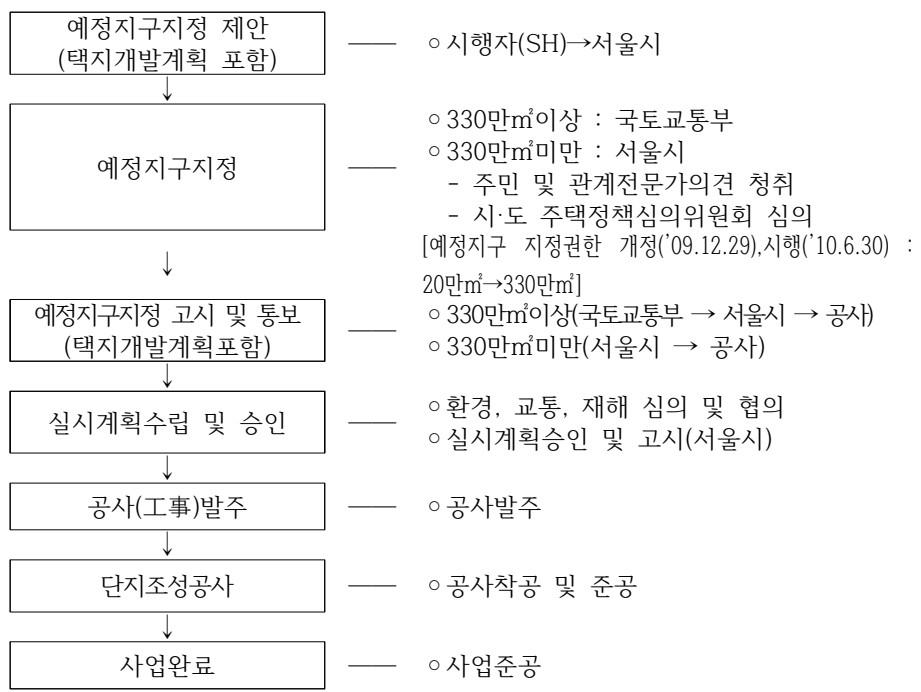 예정지구지정 제안
(택지개발계획 포함)
○시행자(SH)→서울시
예정지구지정
○330만㎡이상 : 국토교통부
○330만㎡미만 : 서울시
- 주민 및 관계전문가의견 청취
- 시·도 주택정책심의위원회 심의
[예정지구 지정권한 개정('09.12.29),시행('10.6.30) :
20만㎡→330만㎡]
예정지구지정 고시 및 통보
(택지개발계획포함)
○330만㎡이상(국토교통부 → 서울시 → 공사)
○330만㎡미만(서울시 → 공사)
실시계획수립 및 승인
○환경, 교통, 재해 심의 및 협의
○실시계획승인 및 고시(서울시)
공사(工事)발주
○공사발주
단지조성공사
○공사착공 및 준공
사업완료
○사업준공